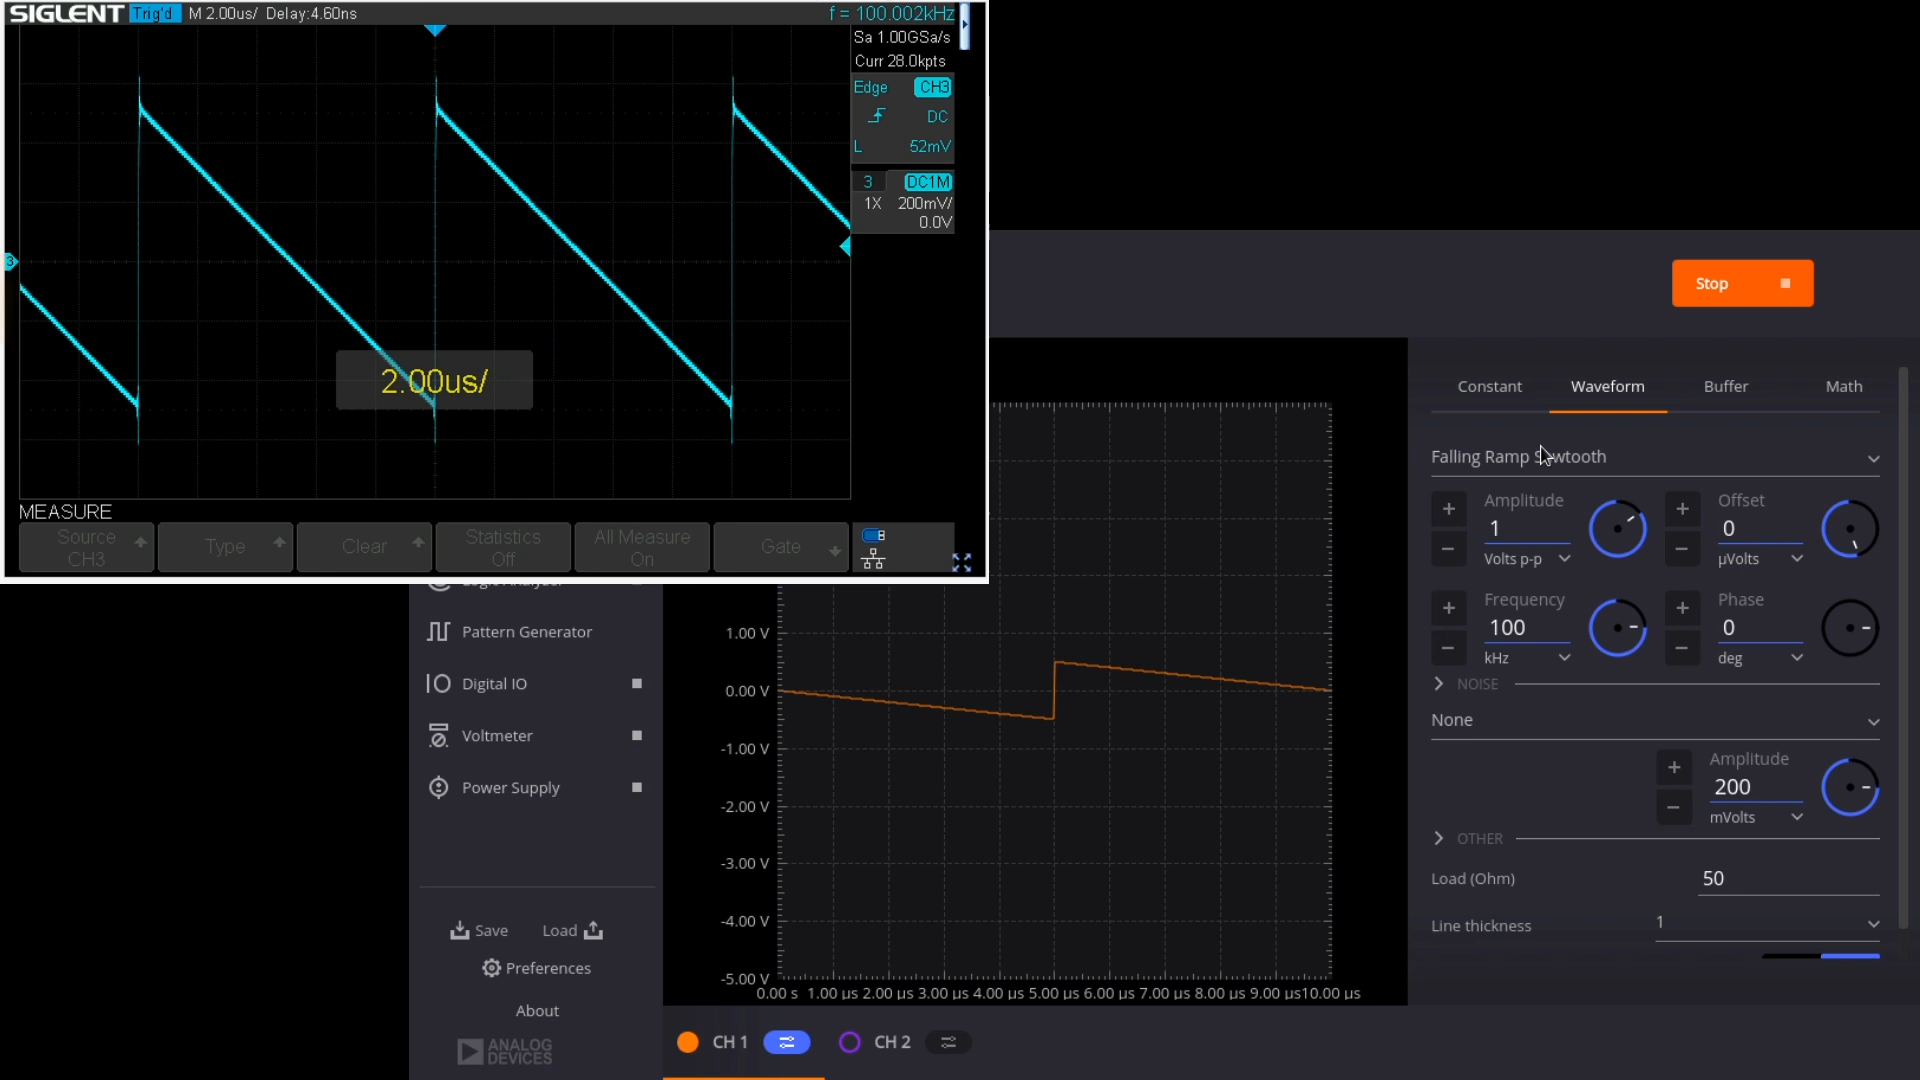 SIGLENT Trig'd M 2.00us/ Delay:4.60ns f = 100.002kHz
Sa 1.00GSa/s
Curr 28.0kpts
Edge CH3
DC
L 52mV
3 DC1M
1X 200mV/
0.0V
3
2.00us/
MEASURE
Source
CH3
Type
Clear
Statistics
Off
All Measure
On
Gate
Stop
Constant Waveform Buffer Math
Falling Ramp Sawtooth
Amplitude
1
Volts p-p
Offset
0
µVolts
Frequency
100
kHz
Phase
0
deg
NOISE
None
Amplitude
200
mVolts
OTHER
Load (Ohm) 50
Line thickness 1
Pattern Generator
Digital IO
Voltmeter
Power Supply
Save Load
Preferences
About
ANALOG
DEVICES
1.00 V
0.00 V
-1.00 V
-2.00 V
-3.00 V
-4.00 V
-5.00 V
0.00 s 1.00 µs 2.00 µs 3.00 µs 4.00 µs 5.00 µs 6.00 µs 7.00 µs 8.00 µs 9.00 µs 10.00 µs
CH 1 CH 2